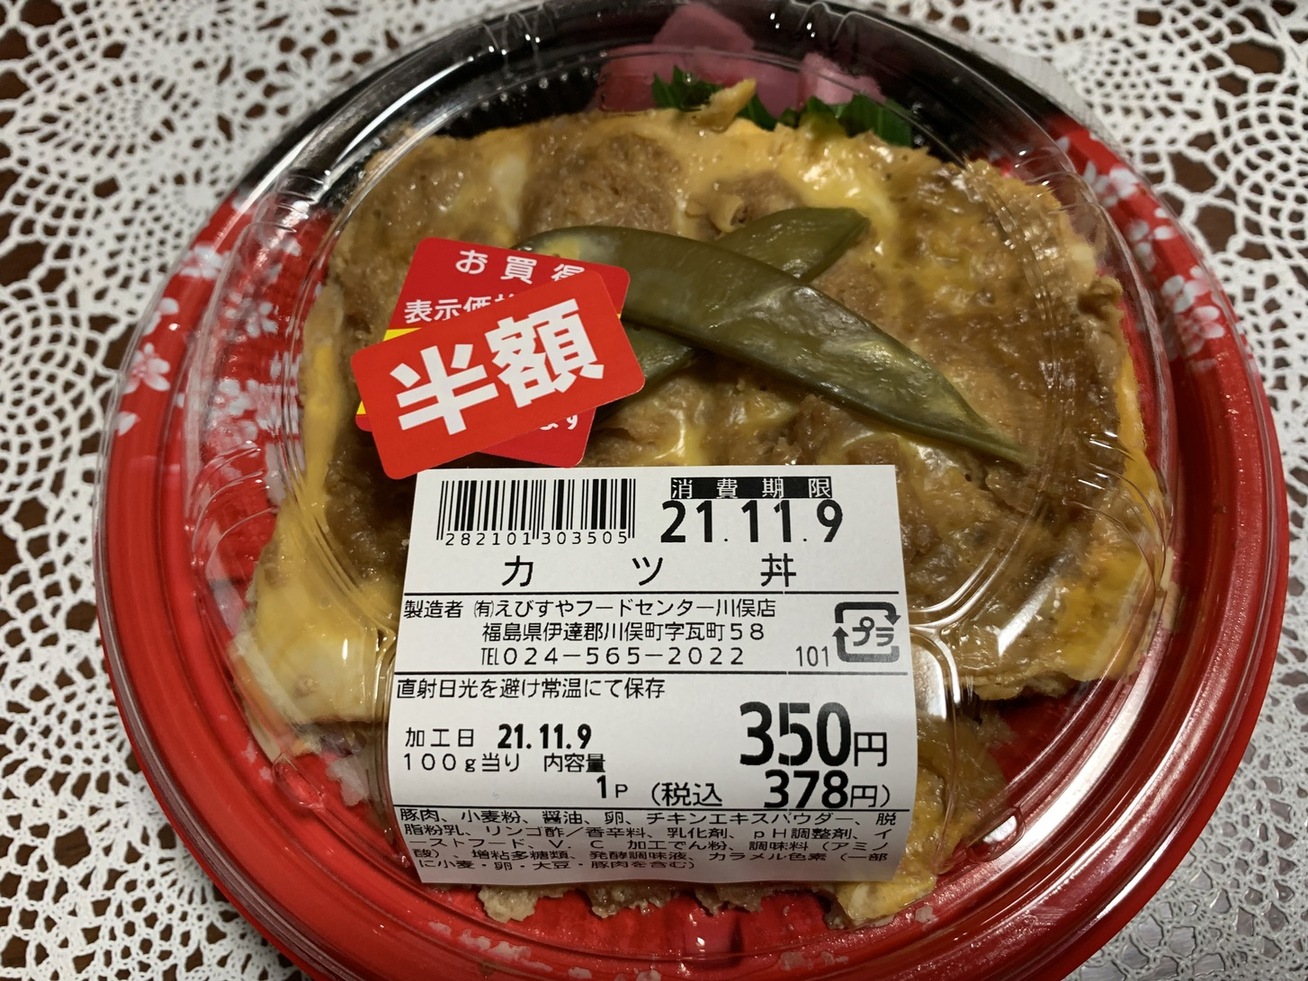 お買得
表示価格
半額
ます
282101 303505
消費期限
21.11.9
カツ丼
製造者 ㈲えびすやフードセンター川俣店
福島県伊達郡川俣町字瓦町58
TEL024-565-2022
101
プラ
直射日光を避け常温にて保存
加工日 21.11.9
350円
100g当り 内容量
1P (税込 378円)
豚肉、小麦粉、醤油、卵、チキンエキスパウダー、脱
脂粉乳、リンゴ酢/香辛料、乳化剤、pH調整剤、イ
ーストフード、V.C 加工でん粉、調味料(アミノ
酸)、増粘多糖類、発酵調味液、カラメル色素(一部
に小麦・卵・大豆・豚肉を含む)